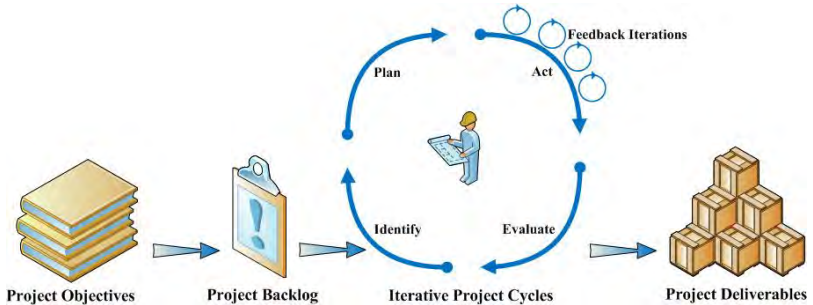 Feedback Iterations
Plan
Act
Identify
Evaluate
Project Objectives
Project Backlog
Iterative Project Cycles
Project Deliverables